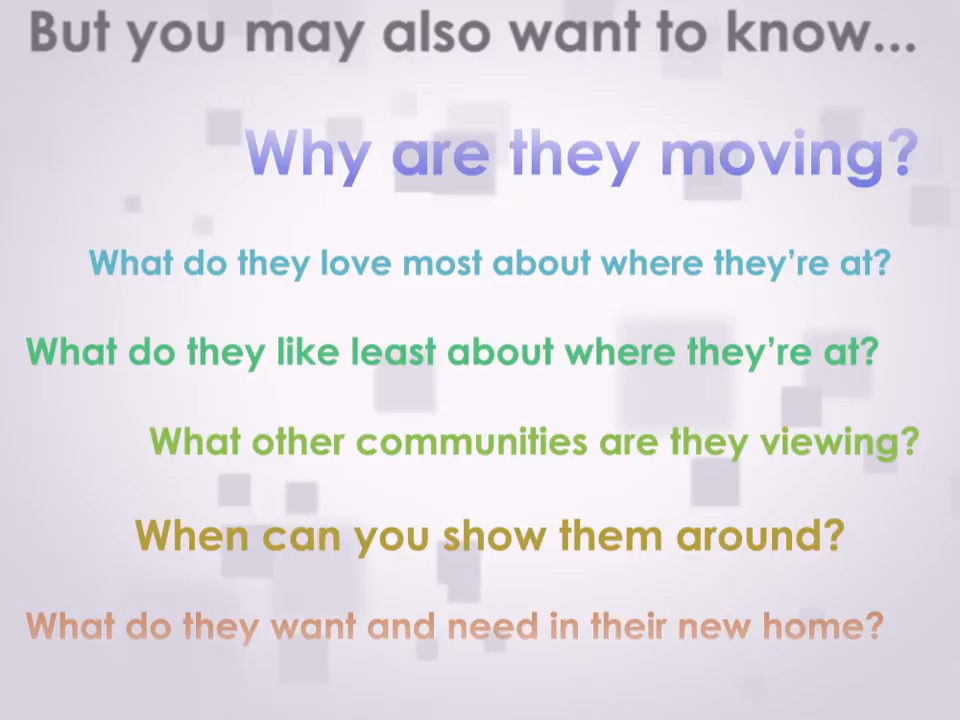 But you may also want to know...
Why are they moving?
What do they love most about where they're at?
What do they like least about where they're at?
What other communities are they viewing?
When can you show them around?
What do they want and need in their new home?